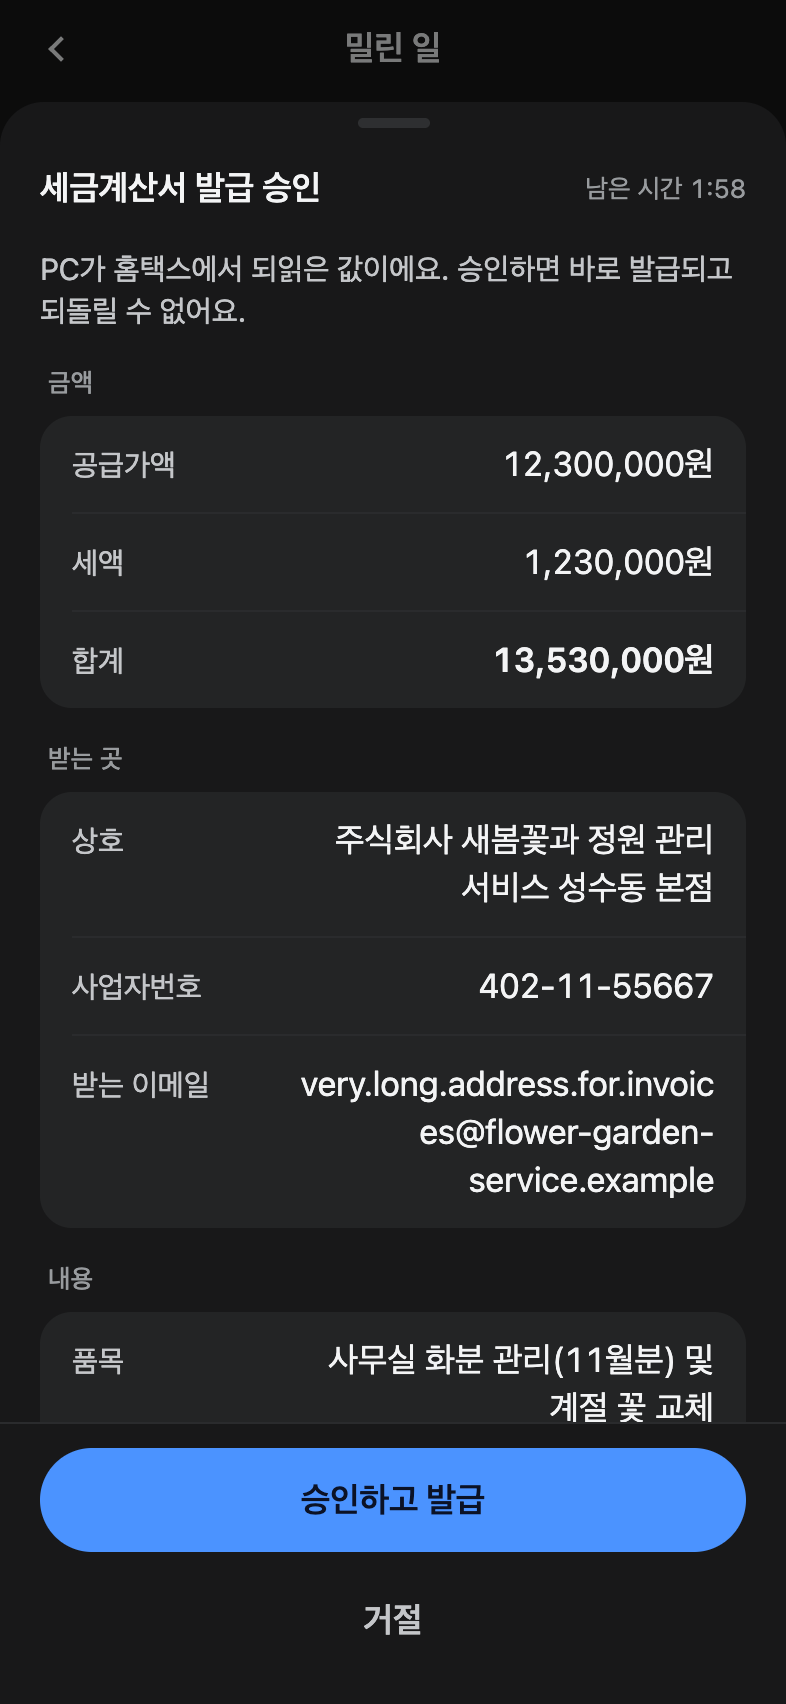 밀린 일
세금계산서 발급 승인
남은 시간 1:58
PC가 홈택스에서 되읽은 값이에요. 승인하면 바로 발급되고
되돌릴 수 없어요.
금액
공급가액
12,300,000원
세액
1,230,000원
합계
13,530,000원
받는 곳
상호
주식회사 새봄꽃과 정원 관리
서비스 성수동 본점
사업자번호
402-11-55667
받는 이메일
very.long.address.for.invoic
es@flower-garden-
service.example
내용
품목
사무실 화분 관리(11월분) 및
계절 꽃 교체
승인하고 발급
거절